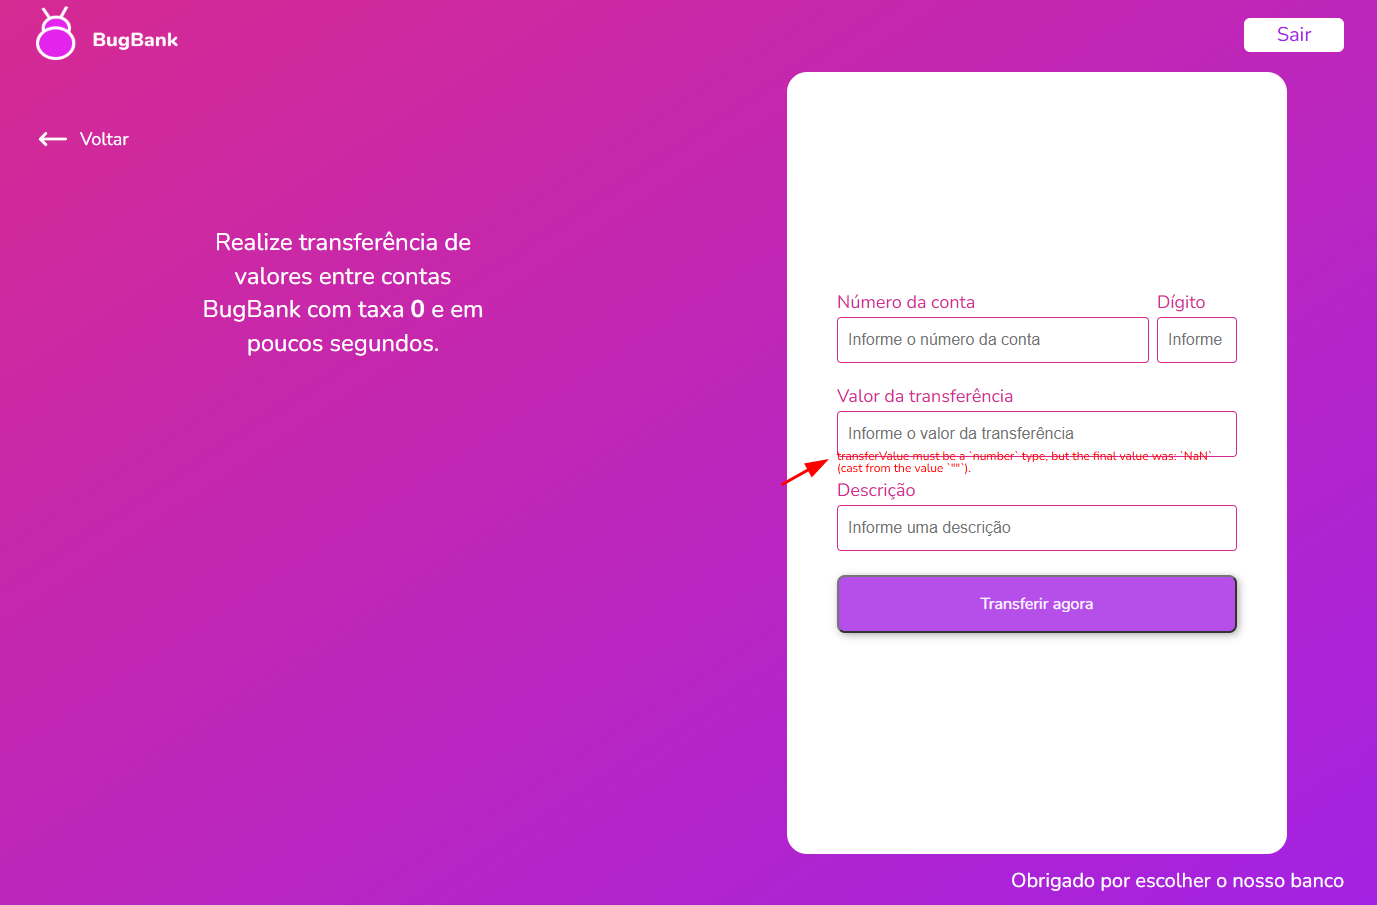 BugBank
Sair
Voltar
Realize transferência de
valores entre contas
BugBank com taxa 0 e em
poucos segundos.
Número da conta
Dígito
Informe o número da conta
Informe
Valor da transferência
Informe o valor da transferência
transferValue must be a `number` type, but the final value was: `NaN`
(cast from the value `""`).
Descrição
Informe uma descrição
Transferir agora
Obrigado por escolher o nosso banco